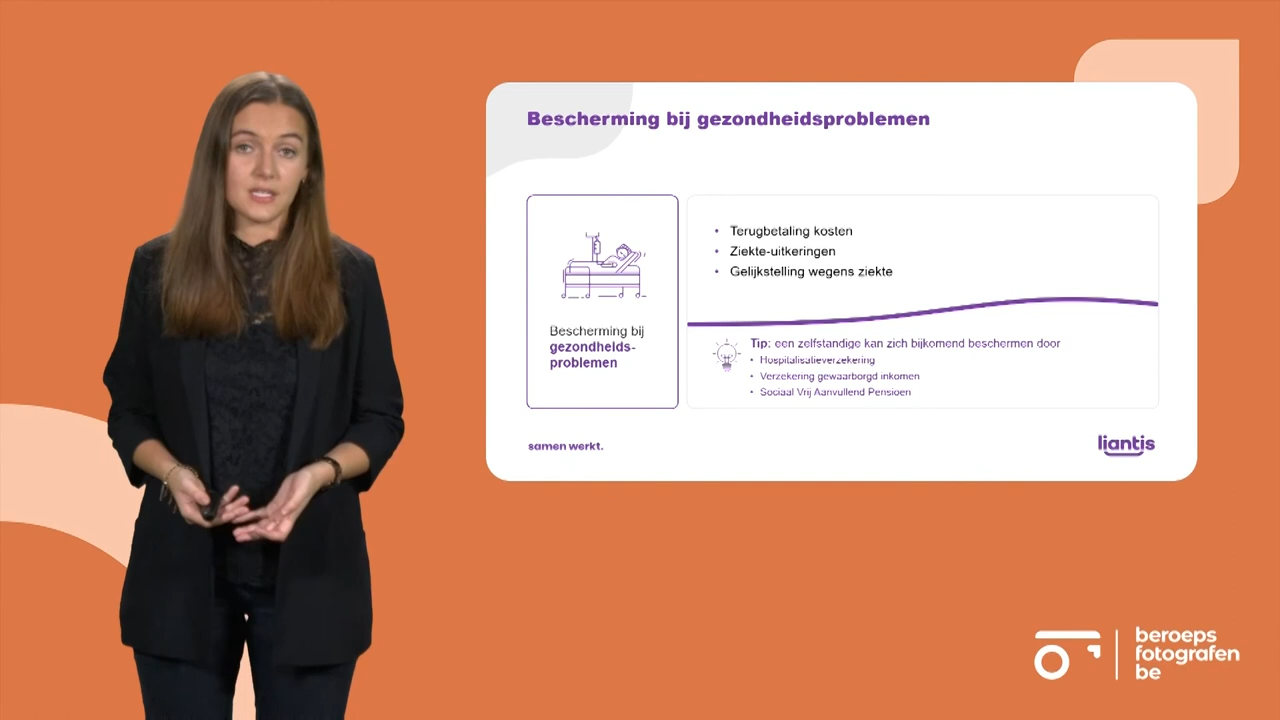 Bescherming bij gezondheidsproblemen
Bescherming bij
gezondheids-
problemen
• Terugbetaling kosten
• Ziekte-uitkeringen
• Gelijkstelling wegens ziekte
Tip: een zelfstandige kan zich bijkomend beschermen door
• Hospitalisatieverzekering
• Verzekering gewaarborgd inkomen
• Sociaal Vrij Aanvullend Pensioen
samen werkt.
liantis
beroeps
fotografen
be